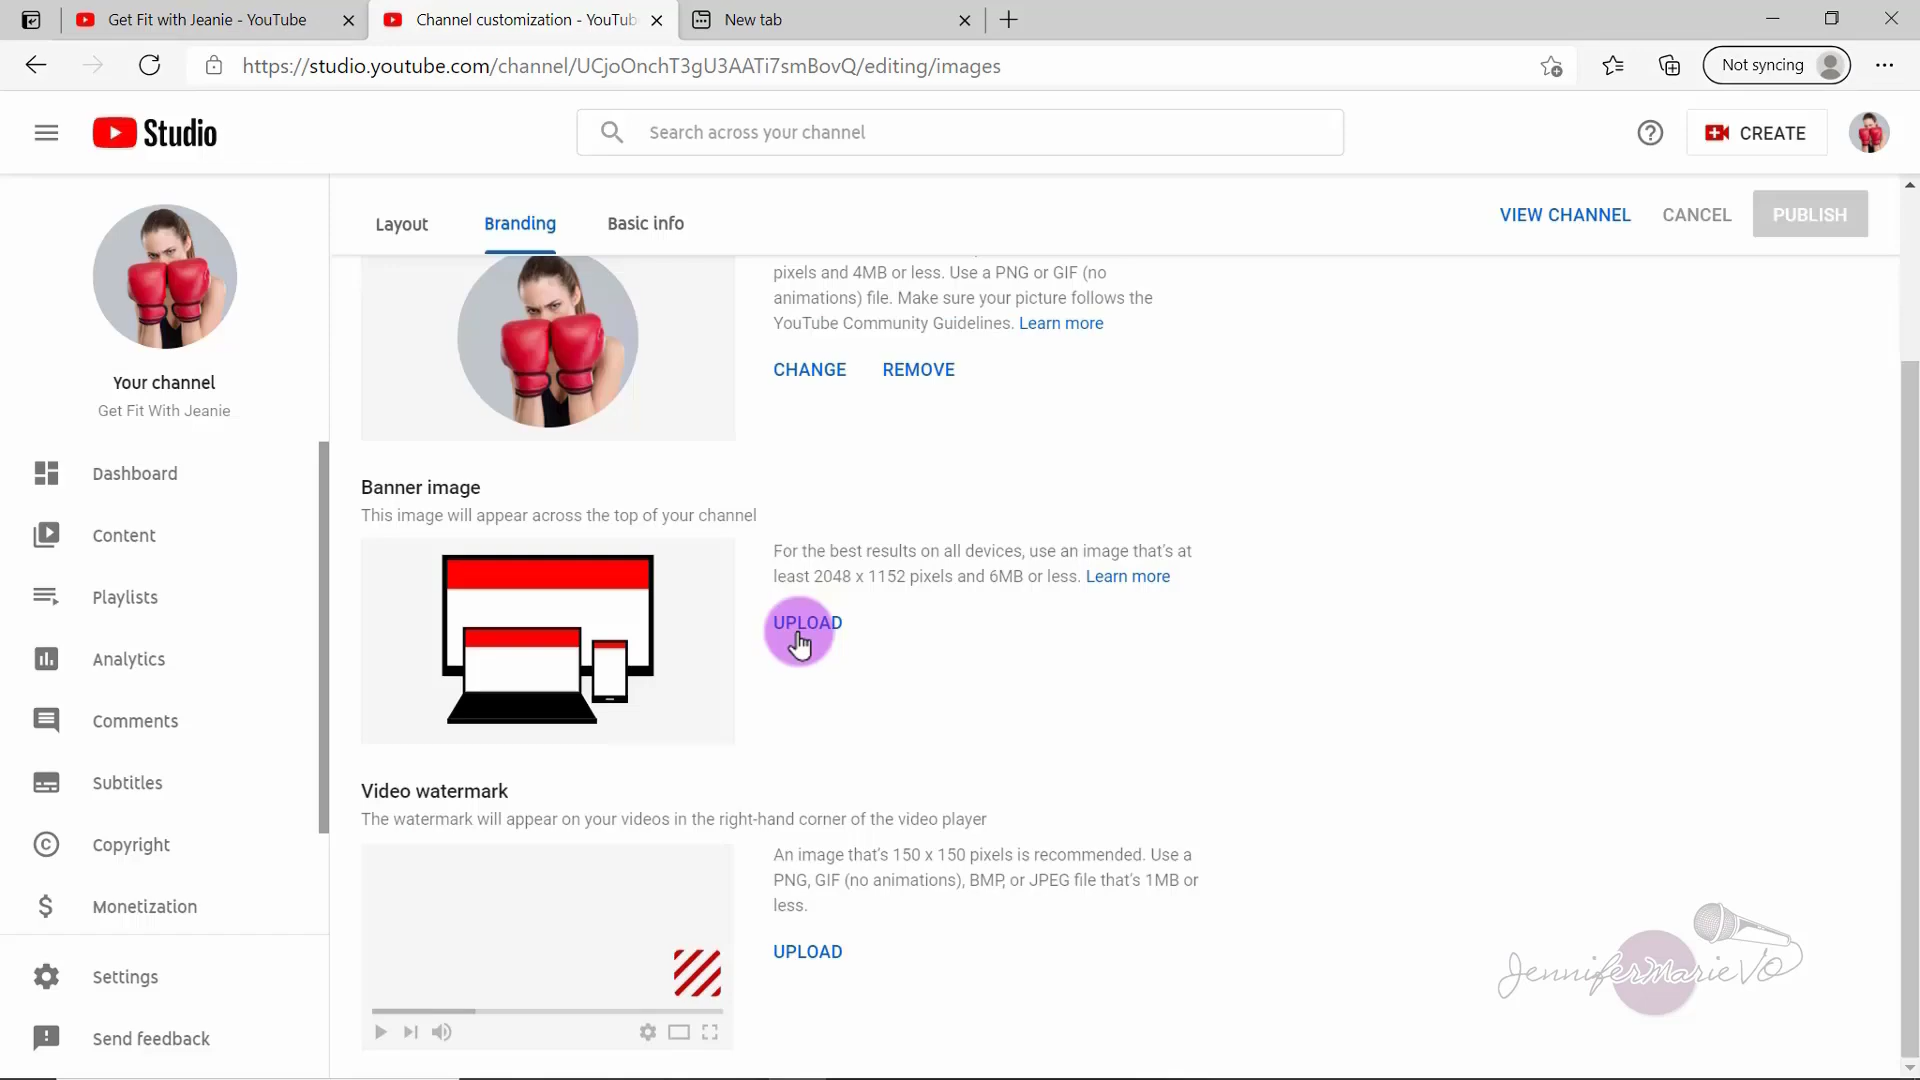 Get Fit with Jeanie - YouTube
Channel customization - YouTub
New tab
https://studio.youtube.com/channel/UCjoOnchT3gU3AATi7smBovQ/editing/images
Not syncing
Studio
Search across your channel
CREATE
Layout
Branding
Basic info
VIEW CHANNEL
CANCEL
PUBLISH
Your channel
Get Fit With Jeanie
Dashboard
Content
Playlists
Analytics
Comments
Subtitles
Copyright
Monetization
Settings
Send feedback
pixels and 4MB or less. Use a PNG or GIF (no
animations) file. Make sure your picture follows the
YouTube Community Guidelines. Learn more
CHANGE
REMOVE
Banner image
This image will appear across the top of your channel
For the best results on all devices, use an image that's at
least 2048 x 1152 pixels and 6MB or less. Learn more
UPLOAD
Video watermark
The watermark will appear on your videos in the right-hand corner of the video player
An image that's 150 x 150 pixels is recommended. Use a
PNG, GIF (no animations), BMP, or JPEG file that's 1MB or
less.
UPLOAD
JenniferMarieVO